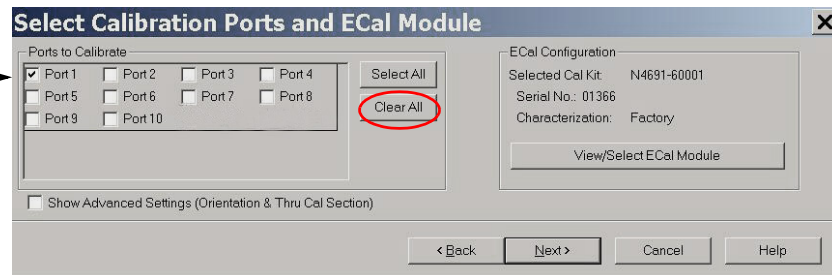 Select Calibration Ports and ECal Module
X
Ports to Calibrate
Port 1 Port 2 Port 3 Port 4
Port 5 Port 6 Port 7 Port 8
Port 9 Port 10
Select All
Clear All
ECal Configuration
Selected Cal Kit: N4691-60001
Serial No.: 01366
Characterization: Factory
View/Select ECal Module
Show Advanced Settings (Orientation & Thru Cal Section)
< Back Next > Cancel Help